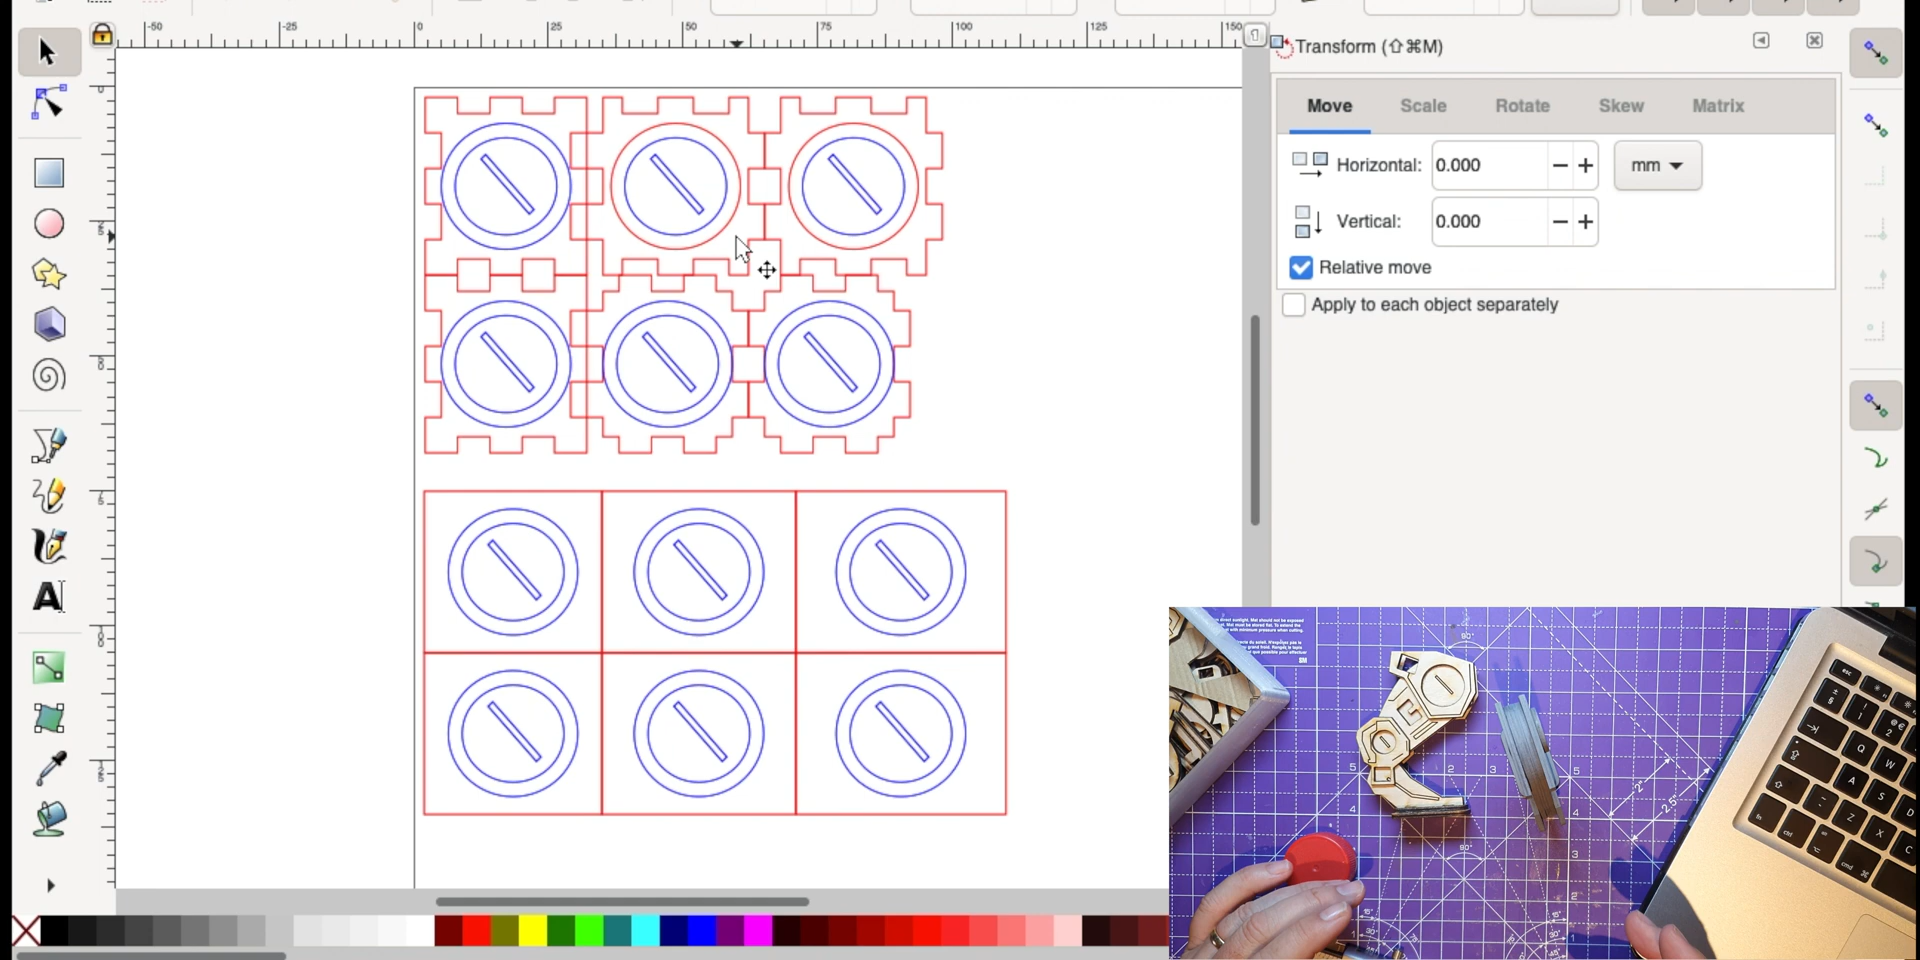 -50
-25
0
25
50
75
100
125
150
Transform (⇧⌘M)
Move
Scale
Rotate
Skew
Matrix
Horizontal:
0.000
mm
Vertical:
0.000
Relative move
Apply to each object separately